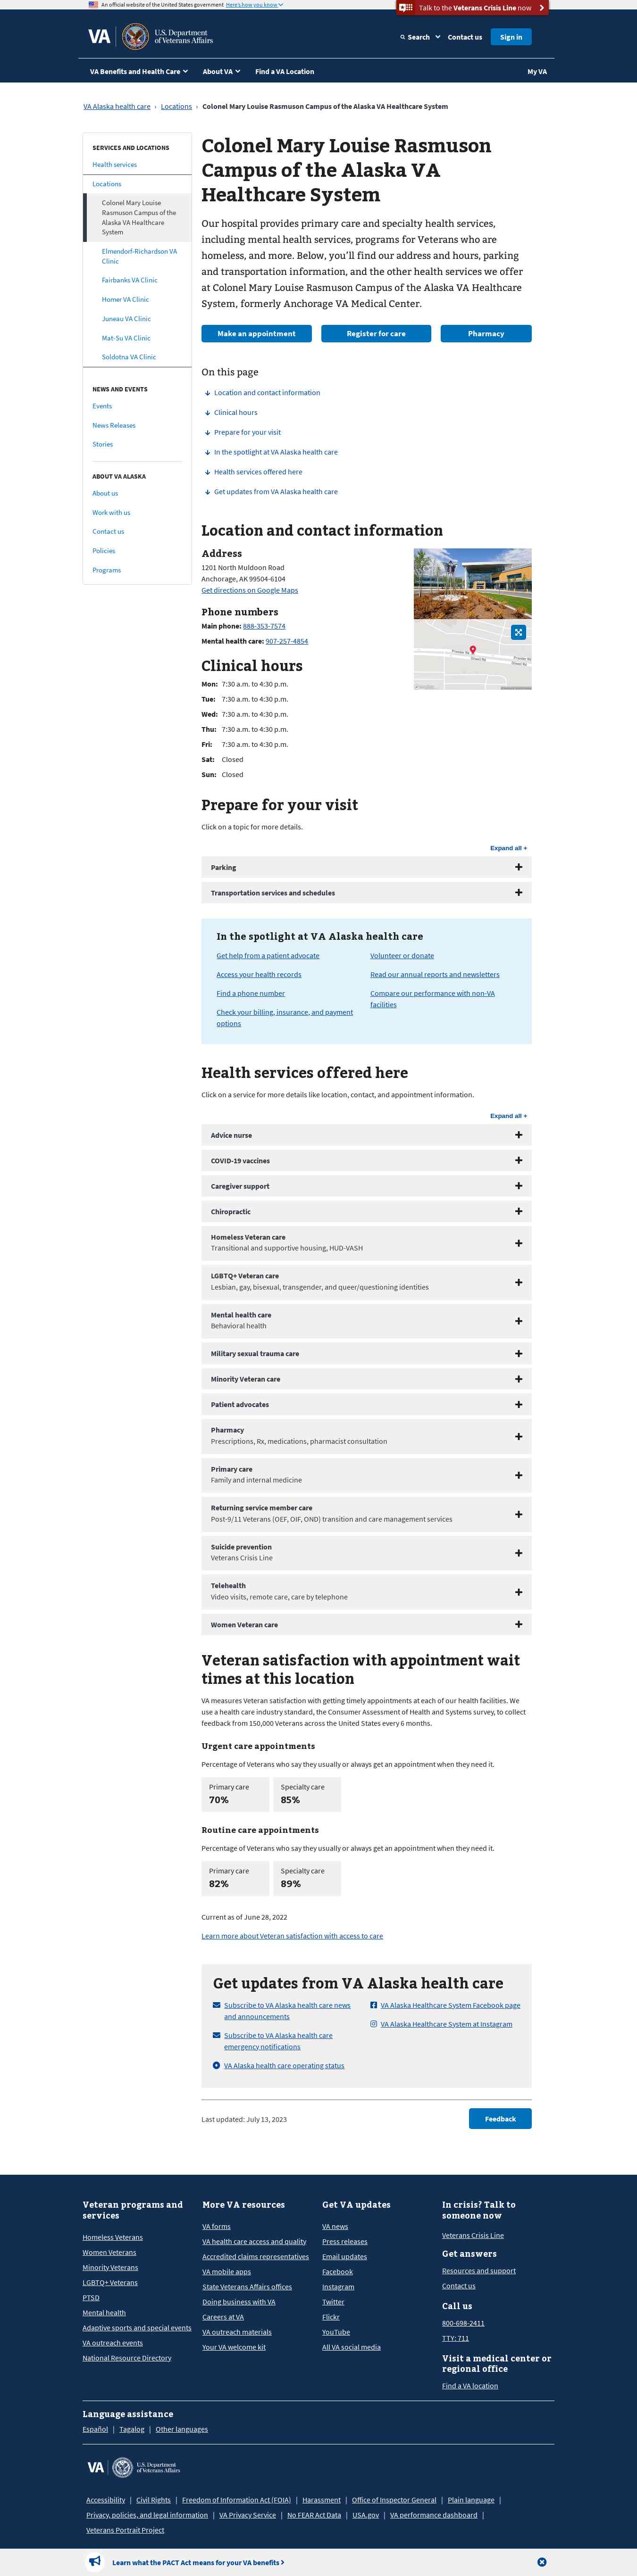 An official website of the United States government Here's how you know
Talk to the Veterans Crisis Line now
VA
U.S. Department of Veterans Affairs
Search
Contact us
Sign in
VA Benefits and Health Care
About VA
Find a VA Location
My VA
VA Alaska health care › Locations › Colonel Mary Louise Rasmuson Campus of the Alaska VA Healthcare System
SERVICES AND LOCATIONS
Health services
Locations
Colonel Mary Louise
Rasmuson Campus of the
Alaska VA Healthcare
System
Elmendorf-Richardson VA
Clinic
Fairbanks VA Clinic
Homer VA Clinic
Juneau VA Clinic
Mat-Su VA Clinic
Soldotna VA Clinic
NEWS AND EVENTS
Events
News Releases
Stories
ABOUT VA ALASKA
About us
Work with us
Contact us
Policies
Programs
Colonel Mary Louise Rasmuson
Campus of the Alaska VA
Healthcare System
Our hospital provides primary care and specialty health services,
including mental health services, programs for Veterans who are
homeless, and more. Below, you'll find our address and hours, parking
and transportation information, and the other health services we offer
at Colonel Mary Louise Rasmuson Campus of the Alaska VA Healthcare
System, formerly Anchorage VA Medical Center.
Make an appointment
Register for care
Pharmacy
On this page
Location and contact information
Clinical hours
Prepare for your visit
In the spotlight at VA Alaska health care
Health services offered here
Get updates from VA Alaska health care
Location and contact information
Address
1201 North Muldoon Road
Anchorage, AK 99504-6104
Get directions on Google Maps
Phone numbers
Main phone: 888-353-7574
Mental health care: 907-257-4854
Clinical hours
Mon: 7:30 a.m. to 4:30 p.m.
Tue: 7:30 a.m. to 4:30 p.m.
Wed: 7:30 a.m. to 4:30 p.m.
Thu: 7:30 a.m. to 4:30 p.m.
Fri: 7:30 a.m. to 4:30 p.m.
Sat: Closed
Sun: Closed
Prepare for your visit
Click on a topic for more details.
Expand all +
Parking
Transportation services and schedules
In the spotlight at VA Alaska health care
Get help from a patient advocate
Access your health records
Find a phone number
Check your billing, insurance, and payment
options
Volunteer or donate
Read our annual reports and newsletters
Compare our performance with non-VA
facilities
Health services offered here
Click on a service for more details like location, contact, and appointment information.
Expand all +
Advice nurse
COVID-19 vaccines
Caregiver support
Chiropractic
Homeless Veteran care
Transitional and supportive housing, HUD-VASH
LGBTQ+ Veteran care
Lesbian, gay, bisexual, transgender, and queer/questioning identities
Mental health care
Behavioral health
Military sexual trauma care
Minority Veteran care
Patient advocates
Pharmacy
Prescriptions, Rx, medications, pharmacist consultation
Primary care
Family and internal medicine
Returning service member care
Post-9/11 Veterans (OEF, OIF, OND) transition and care management services
Suicide prevention
Veterans Crisis Line
Telehealth
Video visits, remote care, care by telephone
Women Veteran care
Veteran satisfaction with appointment wait
times at this location
VA measures Veteran satisfaction with getting timely appointments at each of our health facilities. We
use a health care industry standard, the Consumer Assessment of Health and Systems survey, to collect
feedback from 150,000 Veterans across the United States every 6 months.
Urgent care appointments
Percentage of Veterans who say they usually or always get an appointment when they need it.
Primary care
70%
Specialty care
85%
Routine care appointments
Percentage of Veterans who say they usually or always get an appointment when they need it.
Primary care
82%
Specialty care
89%
Current as of June 28, 2022
Learn more about Veteran satisfaction with access to care
Get updates from VA Alaska health care
Subscribe to VA Alaska health care news
and announcements
Subscribe to VA Alaska health care
emergency notifications
VA Alaska health care operating status
VA Alaska Healthcare System Facebook page
VA Alaska Healthcare System at Instagram
Last updated: July 13, 2023
Feedback
Veteran programs and
services
Homeless Veterans
Women Veterans
Minority Veterans
LGBTQ+ Veterans
PTSD
Mental health
Adaptive sports and special events
VA outreach events
National Resource Directory
More VA resources
VA forms
VA health care access and quality
Accredited claims representatives
VA mobile apps
State Veterans Affairs offices
Doing business with VA
Careers at VA
VA outreach materials
Your VA welcome kit
Get VA updates
VA news
Press releases
Email updates
Facebook
Instagram
Twitter
Flickr
YouTube
All VA social media
In crisis? Talk to
someone now
Veterans Crisis Line
Get answers
Resources and support
Contact us
Call us
800-698-2411
TTY: 711
Visit a medical center or
regional office
Find a VA location
Language assistance
Español | Tagalog | Other languages
VA
U.S. Department of Veterans Affairs
Accessibility | Civil Rights | Freedom of Information Act (FOIA) | Harassment | Office of Inspector General | Plain language |
Privacy, policies, and legal information | VA Privacy Service | No FEAR Act Data | USA.gov | VA performance dashboard |
Veterans Portrait Project
Learn what the PACT Act means for your VA benefits